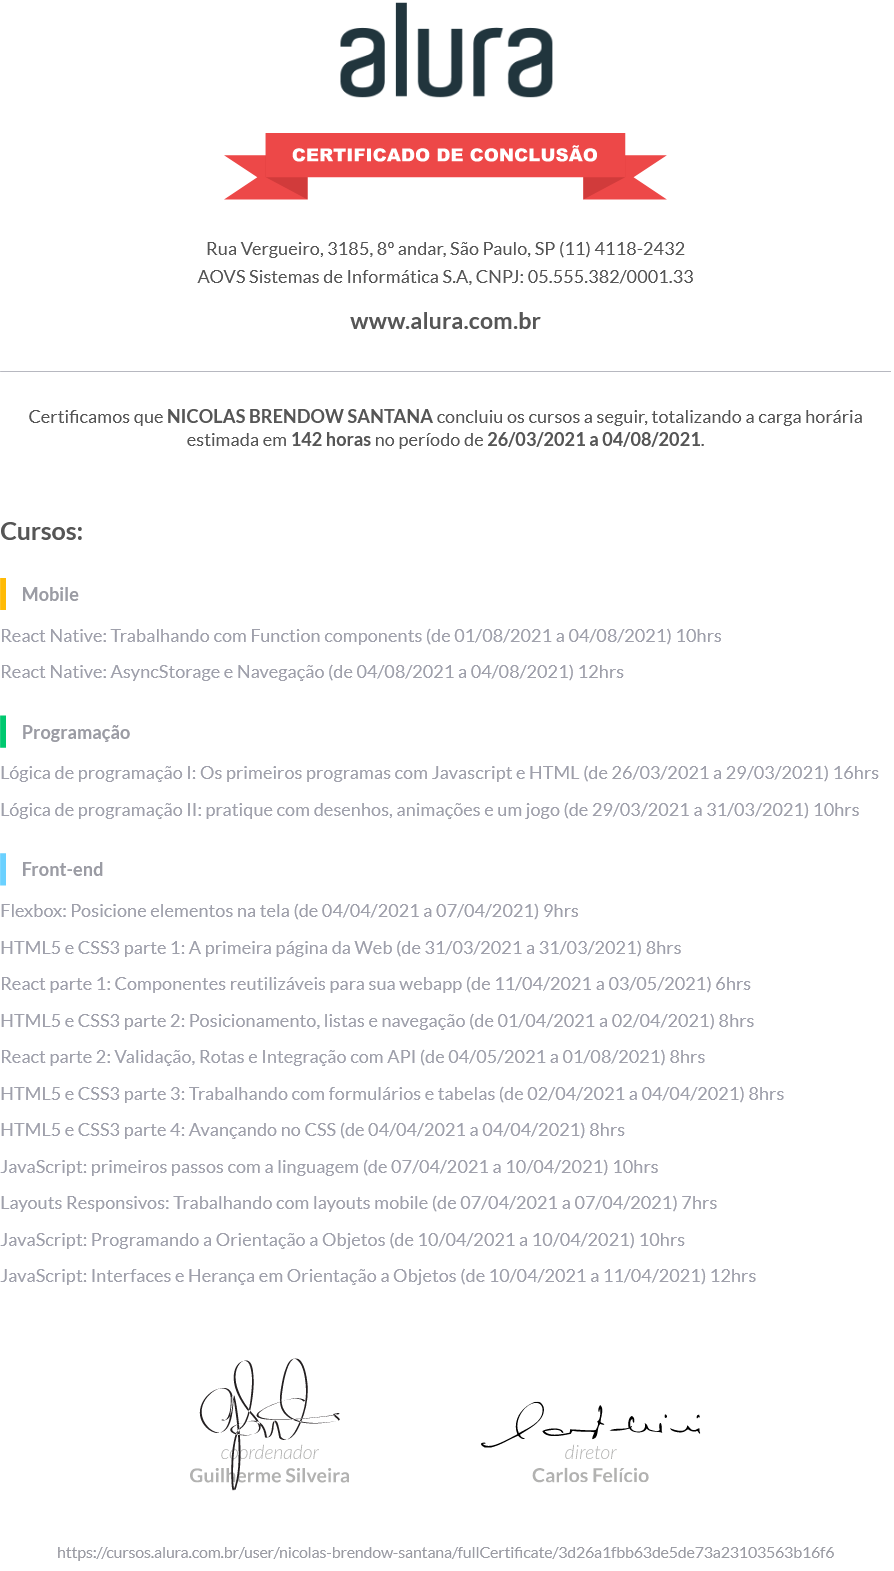 alura
CERTIFICADO DE CONCLUSÃO
Rua Vergueiro, 3185, 8º andar, São Paulo, SP (11) 4118-2432
AOVS Sistemas de Informática S.A, CNPJ: 05.555.382/0001.33
www.alura.com.br
Certificamos que NICOLAS BRENDOW SANTANA concluiu os cursos a seguir, totalizando a carga horária
estimada em 142 horas no período de 26/03/2021 a 04/08/2021.
Cursos:
Mobile
React Native: Trabalhando com Function components (de 01/08/2021 a 04/08/2021) 10hrs
React Native: AsyncStorage e Navegação (de 04/08/2021 a 04/08/2021) 12hrs
Programação
Lógica de programação I: Os primeiros programas com Javascript e HTML (de 26/03/2021 a 29/03/2021) 16hrs
Lógica de programação II: pratique com desenhos, animações e um jogo (de 29/03/2021 a 31/03/2021) 10hrs
Front-end
Flexbox: Posicione elementos na tela (de 04/04/2021 a 07/04/2021) 9hrs
HTML5 e CSS3 parte 1: A primeira página da Web (de 31/03/2021 a 31/03/2021) 8hrs
React parte 1: Componentes reutilizáveis para sua webapp (de 11/04/2021 a 03/05/2021) 6hrs
HTML5 e CSS3 parte 2: Posicionamento, listas e navegação (de 01/04/2021 a 02/04/2021) 8hrs
React parte 2: Validação, Rotas e Integração com API (de 04/05/2021 a 01/08/2021) 8hrs
HTML5 e CSS3 parte 3: Trabalhando com formulários e tabelas (de 02/04/2021 a 04/04/2021) 8hrs
HTML5 e CSS3 parte 4: Avançando no CSS (de 04/04/2021 a 04/04/2021) 8hrs
JavaScript: primeiros passos com a linguagem (de 07/04/2021 a 10/04/2021) 10hrs
Layouts Responsivos: Trabalhando com layouts mobile (de 07/04/2021 a 07/04/2021) 7hrs
JavaScript: Programando a Orientação a Objetos (de 10/04/2021 a 10/04/2021) 10hrs
JavaScript: Interfaces e Herança em Orientação a Objetos (de 10/04/2021 a 11/04/2021) 12hrs
coordenador
Guilherme Silveira
diretor
Carlos Felício
https://cursos.alura.com.br/user/nicolas-brendow-santana/fullCertificate/3d26a1fbb63de5de73a23103563b16f6